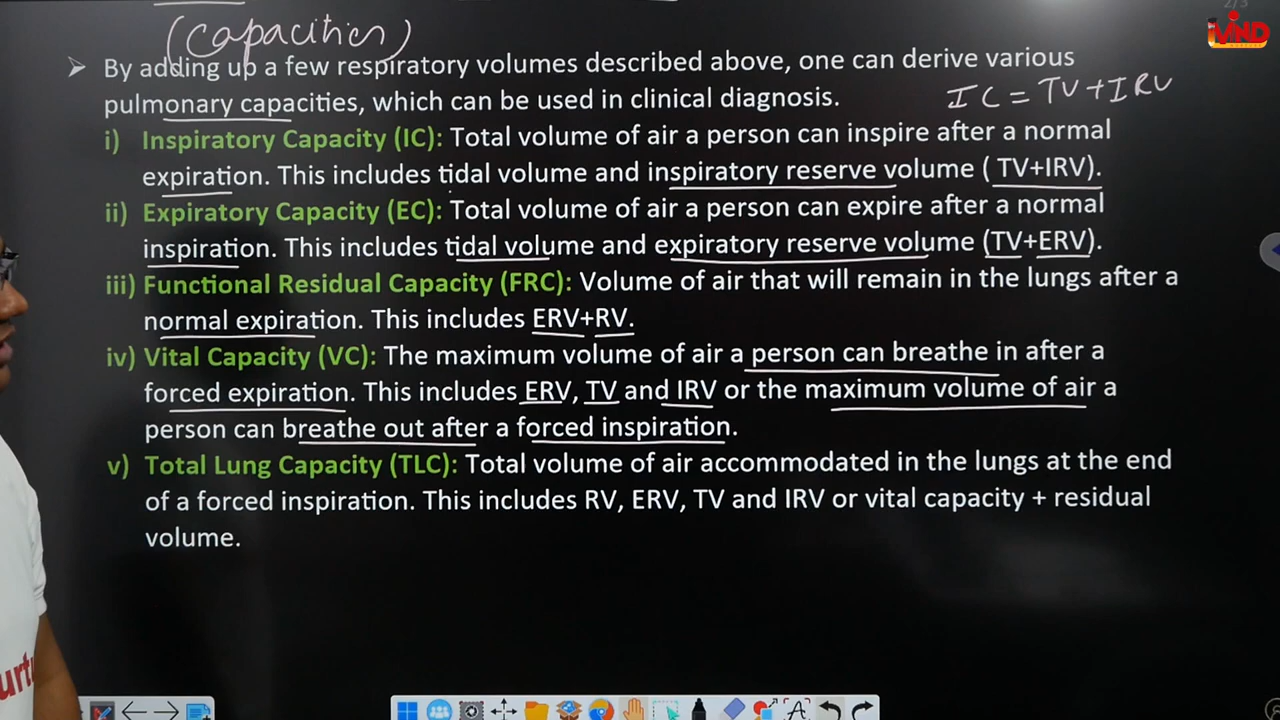 2/3
MIND
(capacities)
➢ By adding up a few respiratory volumes described above, one can derive various
pulmonary capacities, which can be used in clinical diagnosis.
IC = TV + IRV
i) Inspiratory Capacity (IC): Total volume of air a person can inspire after a normal
expiration. This includes tidal volume and inspiratory reserve volume ( TV+IRV).
ii) Expiratory Capacity (EC): Total volume of air a person can expire after a normal
inspiration. This includes tidal volume and expiratory reserve volume (TV+ERV).
iii) Functional Residual Capacity (FRC): Volume of air that will remain in the lungs after a
normal expiration. This includes ERV+RV.
iv) Vital Capacity (VC): The maximum volume of air a person can breathe in after a
forced expiration. This includes ERV, TV and IRV or the maximum volume of air a
person can breathe out after a forced inspiration.
v) Total Lung Capacity (TLC): Total volume of air accommodated in the lungs at the end
of a forced inspiration. This includes RV, ERV, TV and IRV or vital capacity + residual
volume.